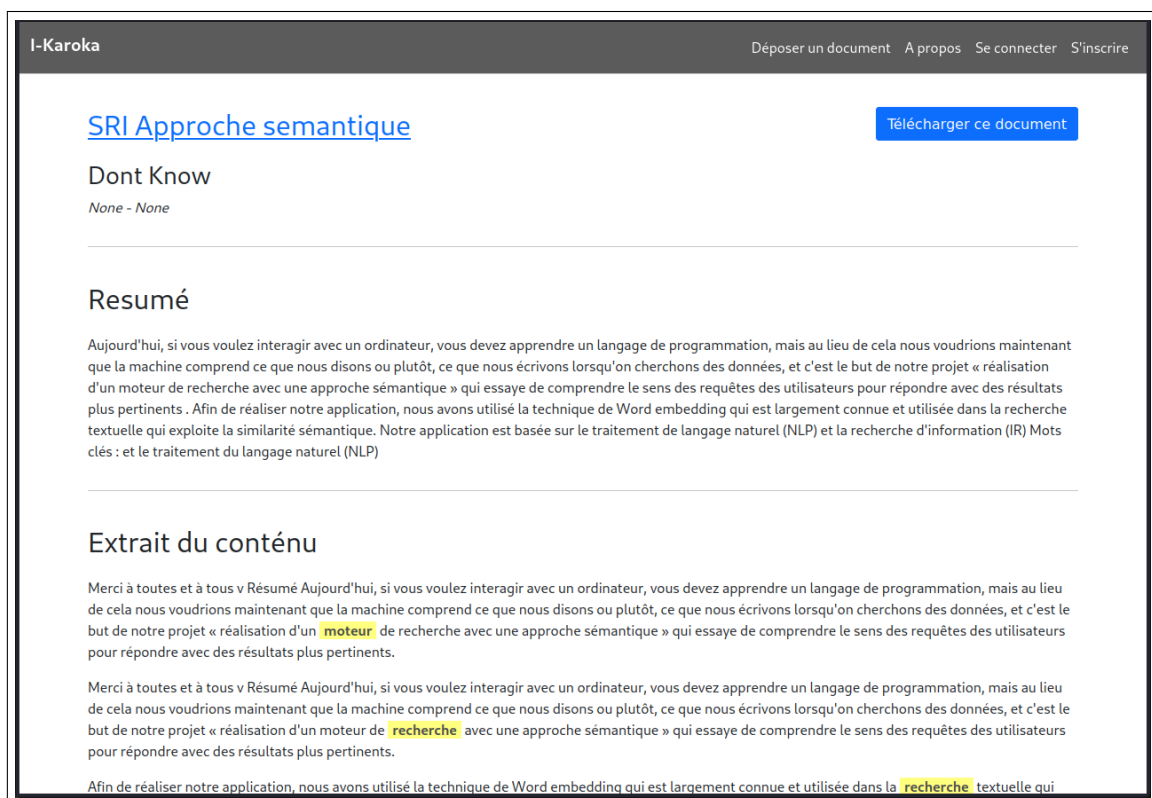 I-Karoka
Déposer un document A propos Se connecter S'inscrire
SRI Approche semantique
Télécharger ce document
Dont Know
None - None
Resumé
Aujourd'hui, si vous voulez interagir avec un ordinateur, vous devez apprendre un langage de programmation, mais au lieu de cela nous voudrions maintenant
que la machine comprend ce que nous disons ou plutôt, ce que nous écrivons lorsqu'on cherchons des données, et c'est le but de notre projet « réalisation
d'un moteur de recherche avec une approche sémantique » qui essaye de comprendre le sens des requêtes des utilisateurs pour répondre avec des résultats
plus pertinents . Afin de réaliser notre application, nous avons utilisé la technique de Word embedding qui est largement connue et utilisée dans la recherche
textuelle qui exploite la similarité sémantique. Notre application est basée sur le traitement de langage naturel (NLP) et la recherche d'information (IR) Mots
clés : et le traitement du langage naturel (NLP)
Extrait du conténu
Merci à toutes et à tous v Résumé Aujourd'hui, si vous voulez interagir avec un ordinateur, vous devez apprendre un langage de programmation, mais au lieu
de cela nous voudrions maintenant que la machine comprend ce que nous disons ou plutôt, ce que nous écrivons lorsqu'on cherchons des données, et c'est le
but de notre projet « réalisation d'un moteur de recherche avec une approche sémantique » qui essaye de comprendre le sens des requêtes des utilisateurs
pour répondre avec des résultats plus pertinents.
Merci à toutes et à tous v Résumé Aujourd'hui, si vous voulez interagir avec un ordinateur, vous devez apprendre un langage de programmation, mais au lieu
de cela nous voudrions maintenant que la machine comprend ce que nous disons ou plutôt, ce que nous écrivons lorsqu'on cherchons des données, et c'est le
but de notre projet « réalisation d'un moteur de recherche avec une approche sémantique » qui essaye de comprendre le sens des requêtes des utilisateurs
pour répondre avec des résultats plus pertinents.
Afin de réaliser notre application, nous avons utilisé la technique de Word embedding qui est largement connue et utilisée dans la recherche textuelle qui